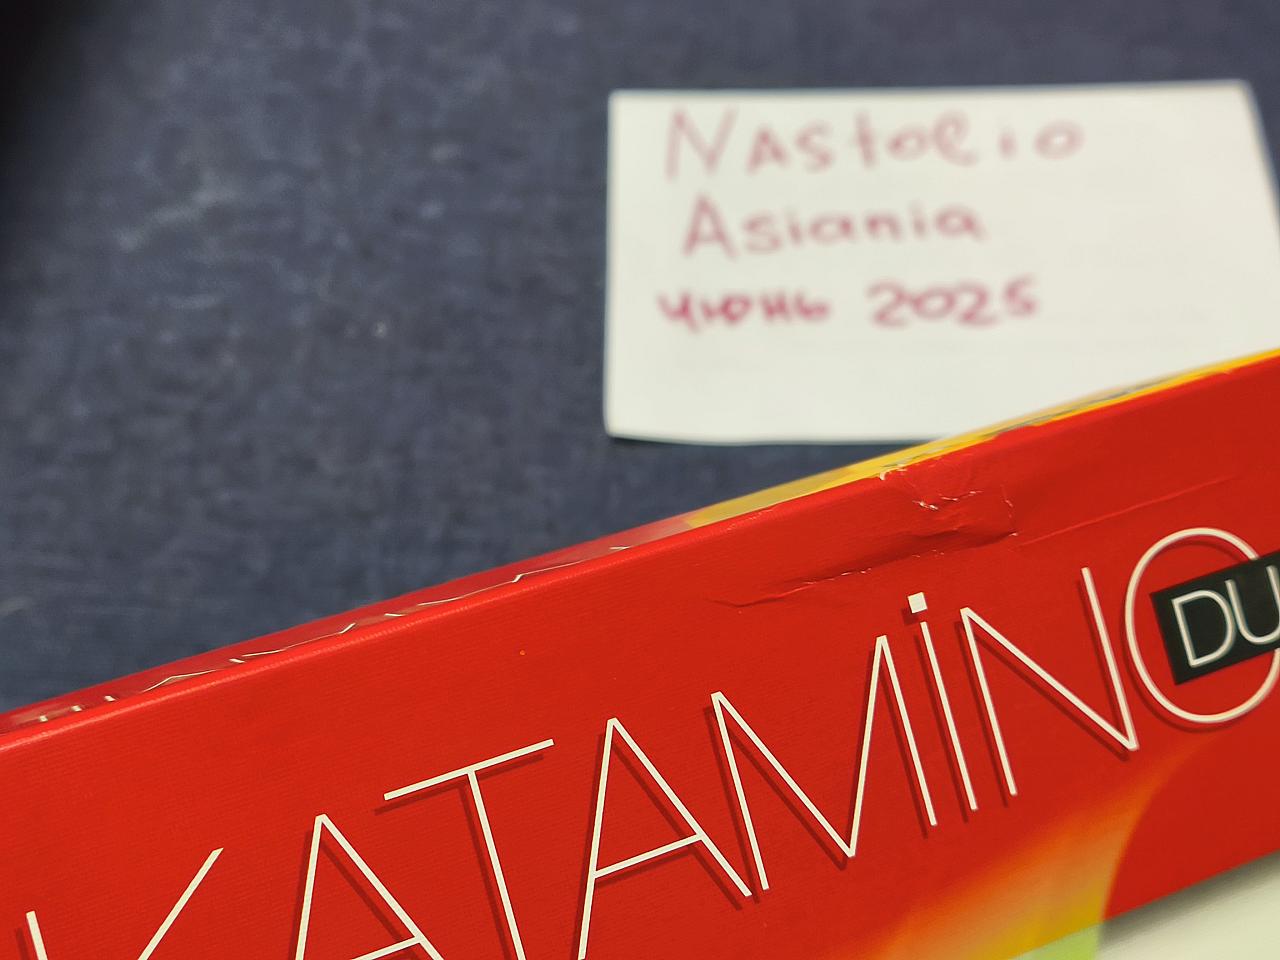 Nastolio
Asiania
июнь 2025
KATAMiNO
DU